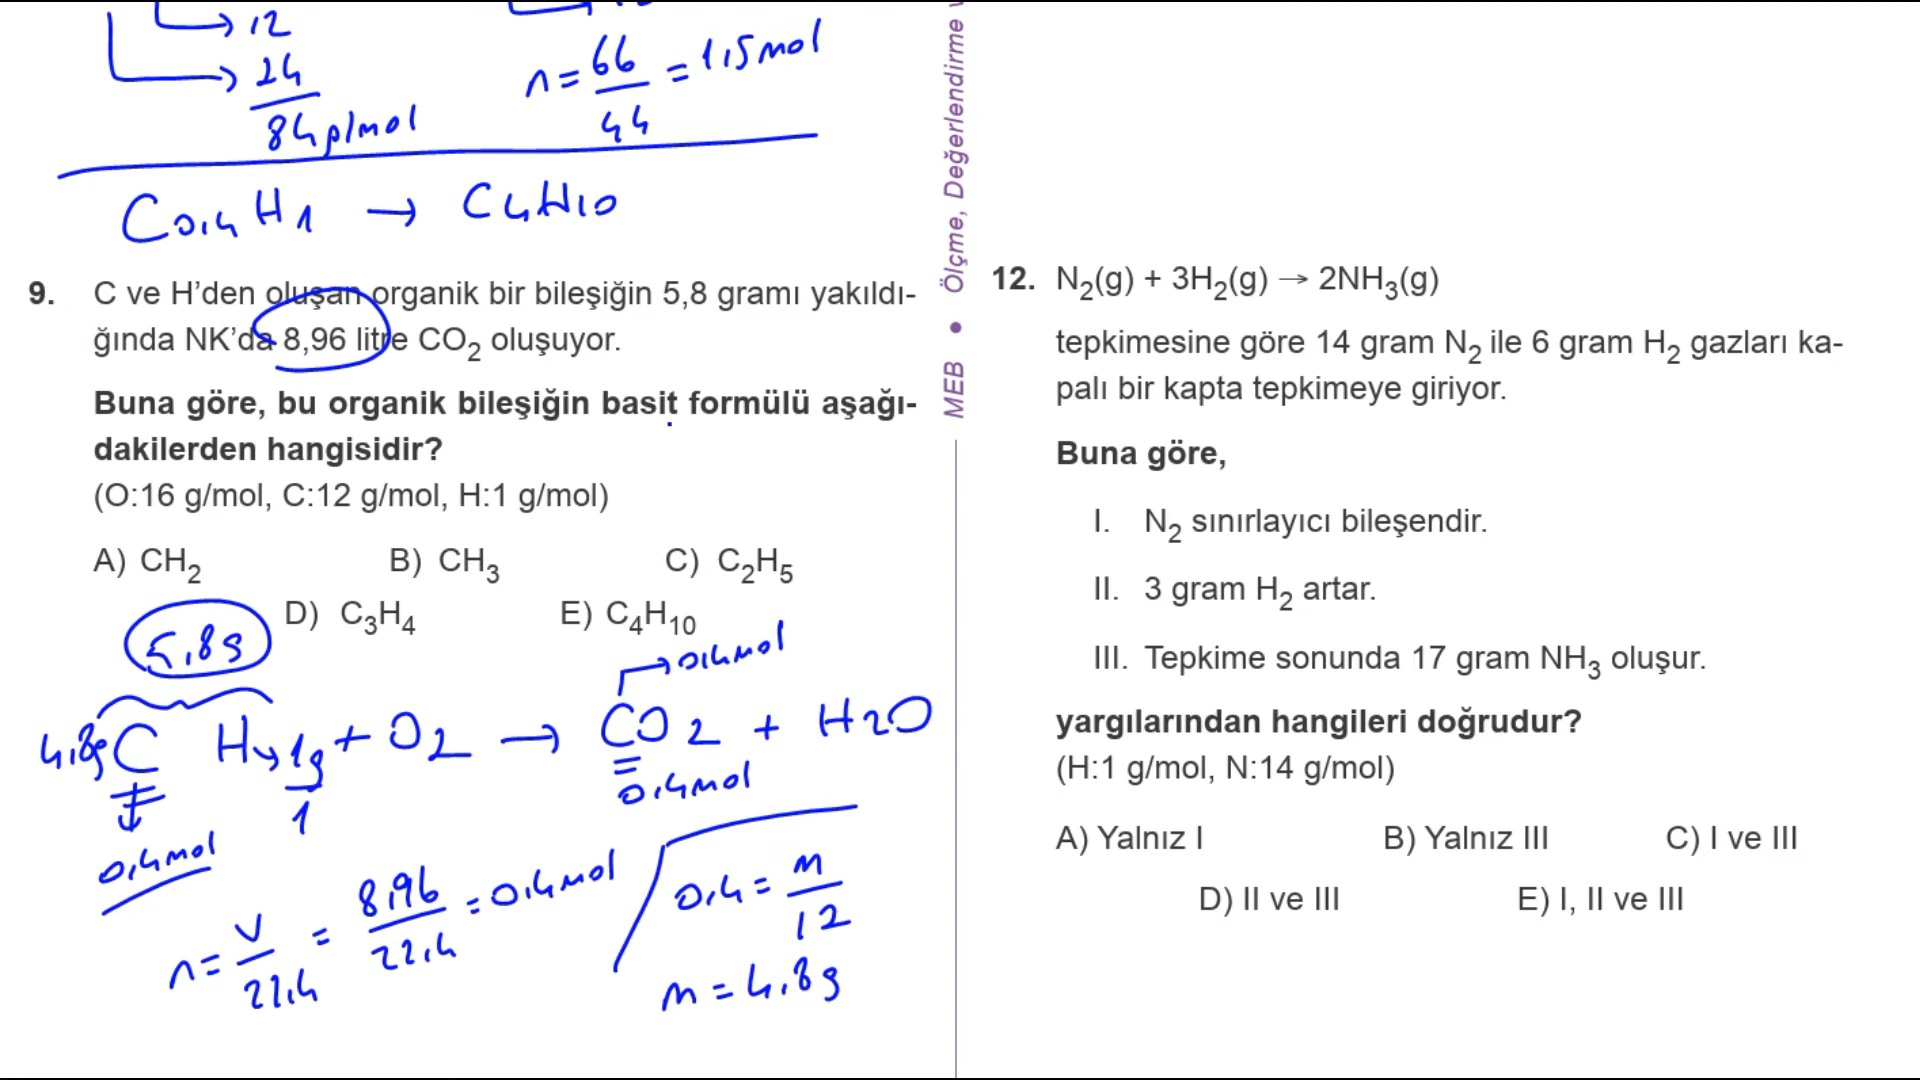 12
24
84 g/mol
n = 66/44 = 1,5 mol
C0,4 H1 → C4H10
9. C ve H’den oluşan organik bir bileşiğin 5,8 gramı yakıldı-
ğında NK’da 8,96 litre CO2 oluşuyor.
Buna göre, bu organik bileşiğin basit formülü aşağı-
dakilerden hangisidir?
(O:16 g/mol, C:12 g/mol, H:1 g/mol)
A) CH2 B) CH3 C) C2H5
D) C3H4 E) C4H10
5,8g
0,4mol
4,8g C H → 1g + O2 → CO2 + H2O
1
0,4mol
0,4mol
n = V/22,4 = 8,96/22,4 = 0,4mol
0,4 = m/12
m = 4,8g
MEB • Ölçme, Değerlendirme
12. N2(g) + 3H2(g) → 2NH3(g)
tepkimesine göre 14 gram N2 ile 6 gram H2 gazları ka-
palı bir kapta tepkimeye giriyor.
Buna göre,
I. N2 sınırlayıcı bileşendir.
II. 3 gram H2 artar.
III. Tepkime sonunda 17 gram NH3 oluşur.
yargılarından hangileri doğrudur?
(H:1 g/mol, N:14 g/mol)
A) Yalnız I B) Yalnız III C) I ve III
D) II ve III E) I, II ve III